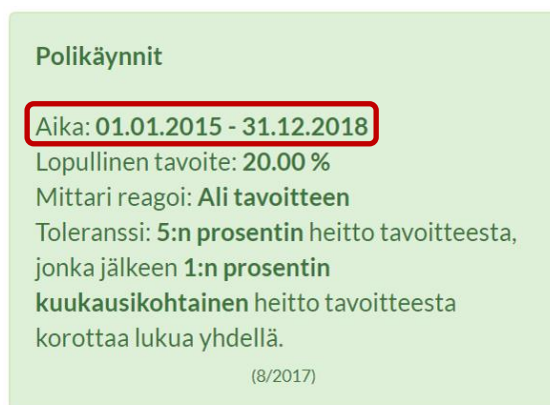 Polikäynnit
Aika: 01.01.2015 - 31.12.2018
Lopullinen tavoite: 20.00 %
Mittari reagoi: Ali tavoitteen
Toleranssi: 5:n prosentin heitto tavoitteesta,
jonka jälkeen 1:n prosentin
kuukausikohtainen heitto tavoitteesta
korottaa lukua yhdellä.
(8/2017)